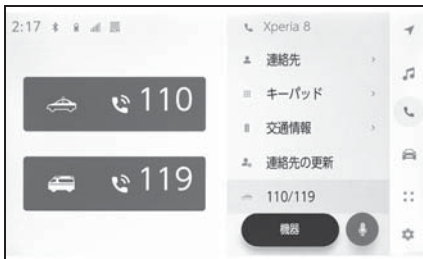 2:17
110
119
Xperia 8
連絡先
キーパッド
交通情報
連絡先の更新
110/119
機器